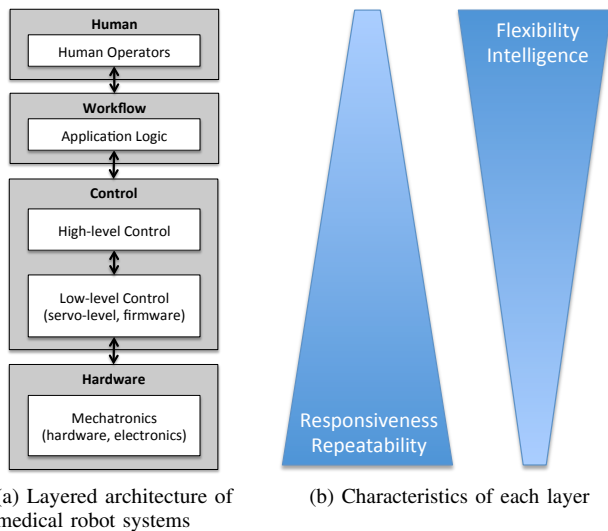 Human
Human Operators
Workflow
Application Logic
Control
High-level Control
Low-level Control
(servo-level, firmware)
Hardware
Mechatronics
(hardware, electronics)
Responsiveness
Repeatability
Flexibility
Intelligence
(a) Layered architecture of
medical robot systems
(b) Characteristics of each layer